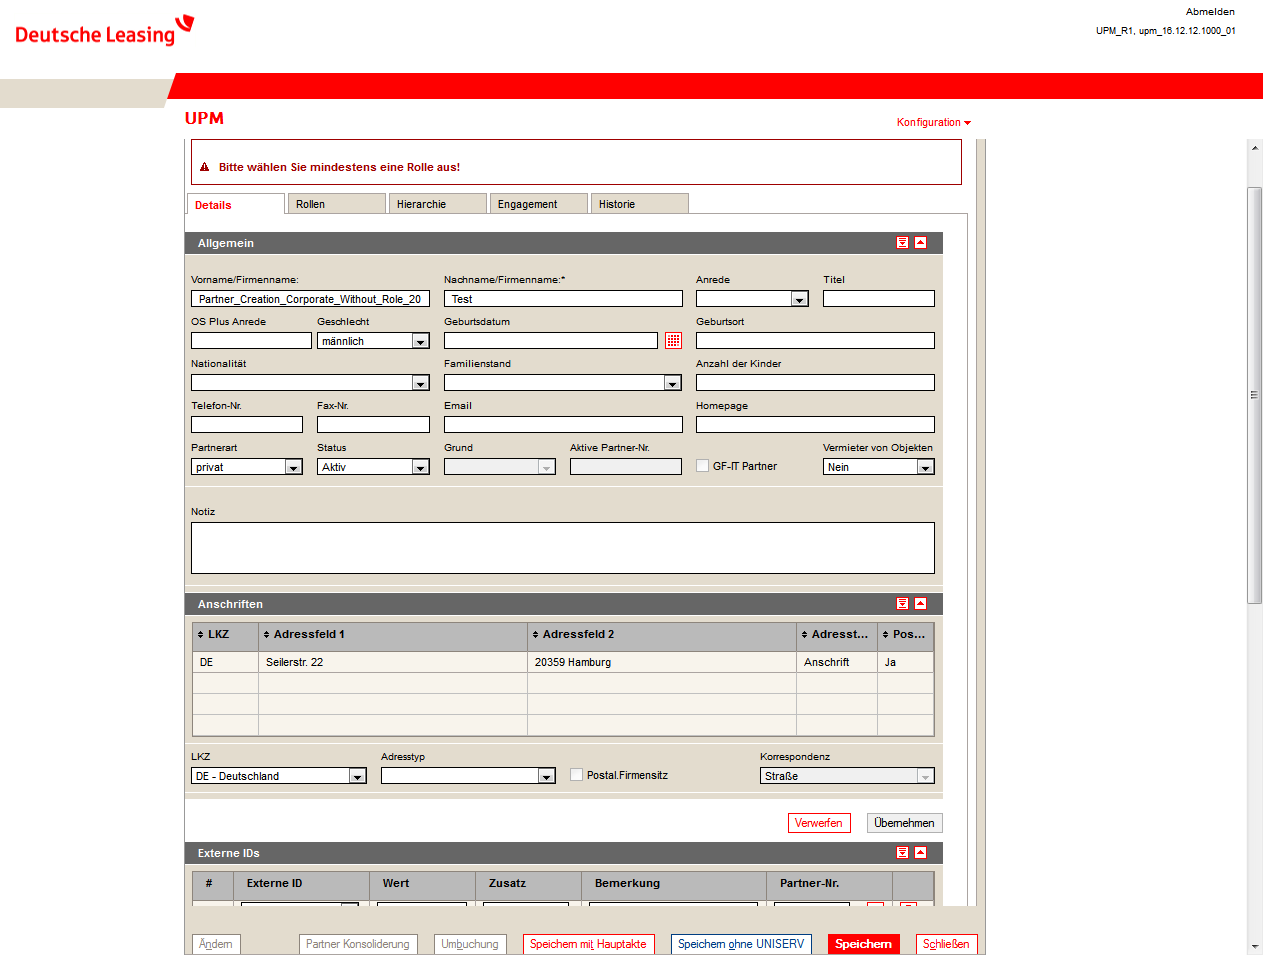 Deutsche Leasing
Abmelden
UPM_R1, upm_16.12.12.1000_01
UPM
Konfiguration
Bitte wählen Sie mindestens eine Rolle aus!
Details Rollen Hierarchie Engagement Historie
Allgemein
Vorname/Firmenname: Nachname/Firmenname:* Anrede Titel
Partner_Creation_Corporate_Without_Role_20 Test
OS Plus Anrede Geschlecht Geburtsdatum Geburtsort
männlich
Nationalität Familienstand Anzahl der Kinder
Telefon-Nr. Fax-Nr. Email Homepage
Partnerart Status Grund Aktive Partner-Nr. Vermieter von Objekten
privat Aktiv GF-IT Partner Nein
Notiz
Anschriften
LKZ Adressfeld 1 Adressfeld 2 Adresst... Pos...
DE Seilerstr. 22 20359 Hamburg Anschrift Ja
LKZ Adresstyp Korrespondenz
DE - Deutschland Postal.Firmensitz Straße
Verwerfen Übernehmen
Externe IDs
# Externe ID Wert Zusatz Bemerkung Partner-Nr.
Ändern Partner Konsolidierung Umbuchung Speichern mit Hauptakte Speichern ohne UNISERV Speichern Schließen